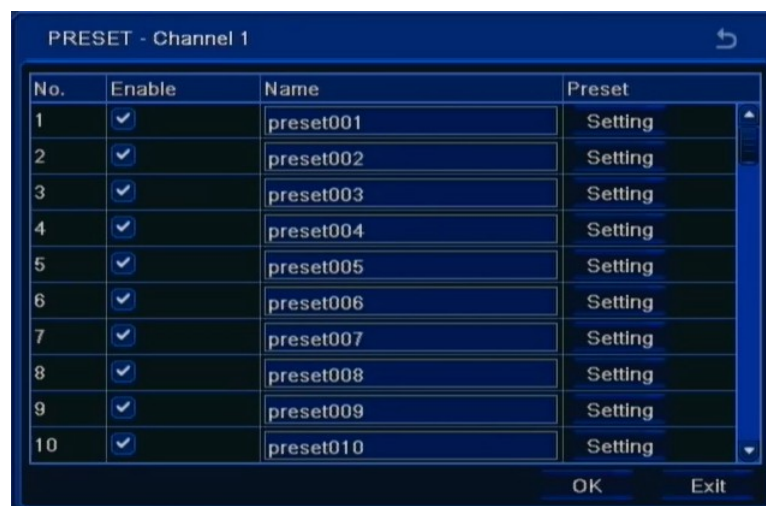 PRESET - Channel 1
No. Enable Name Preset
1 preset001 Setting
2 preset002 Setting
3 preset003 Setting
4 preset004 Setting
5 preset005 Setting
6 preset006 Setting
7 preset007 Setting
8 preset008 Setting
9 preset009 Setting
10 preset010 Setting
OK Exit